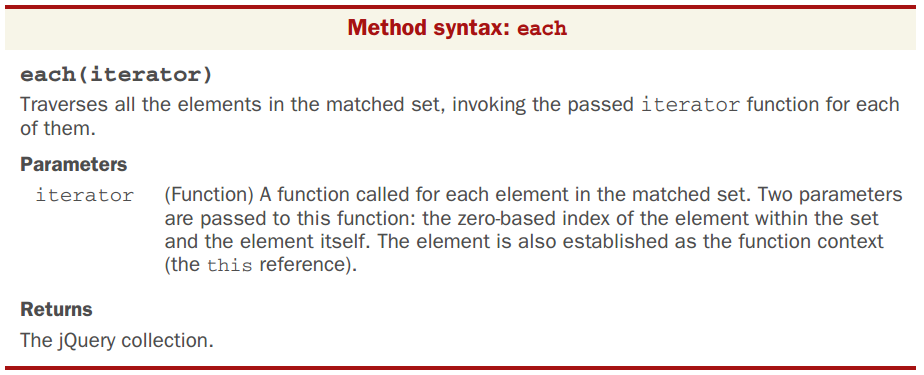 Method syntax: each
each(iterator)
Traverses all the elements in the matched set, invoking the passed iterator function for each
of them.
Parameters
iterator (Function) A function called for each element in the matched set. Two parameters
are passed to this function: the zero-based index of the element within the set
and the element itself. The element is also established as the function context
(the this reference).
Returns
The jQuery collection.